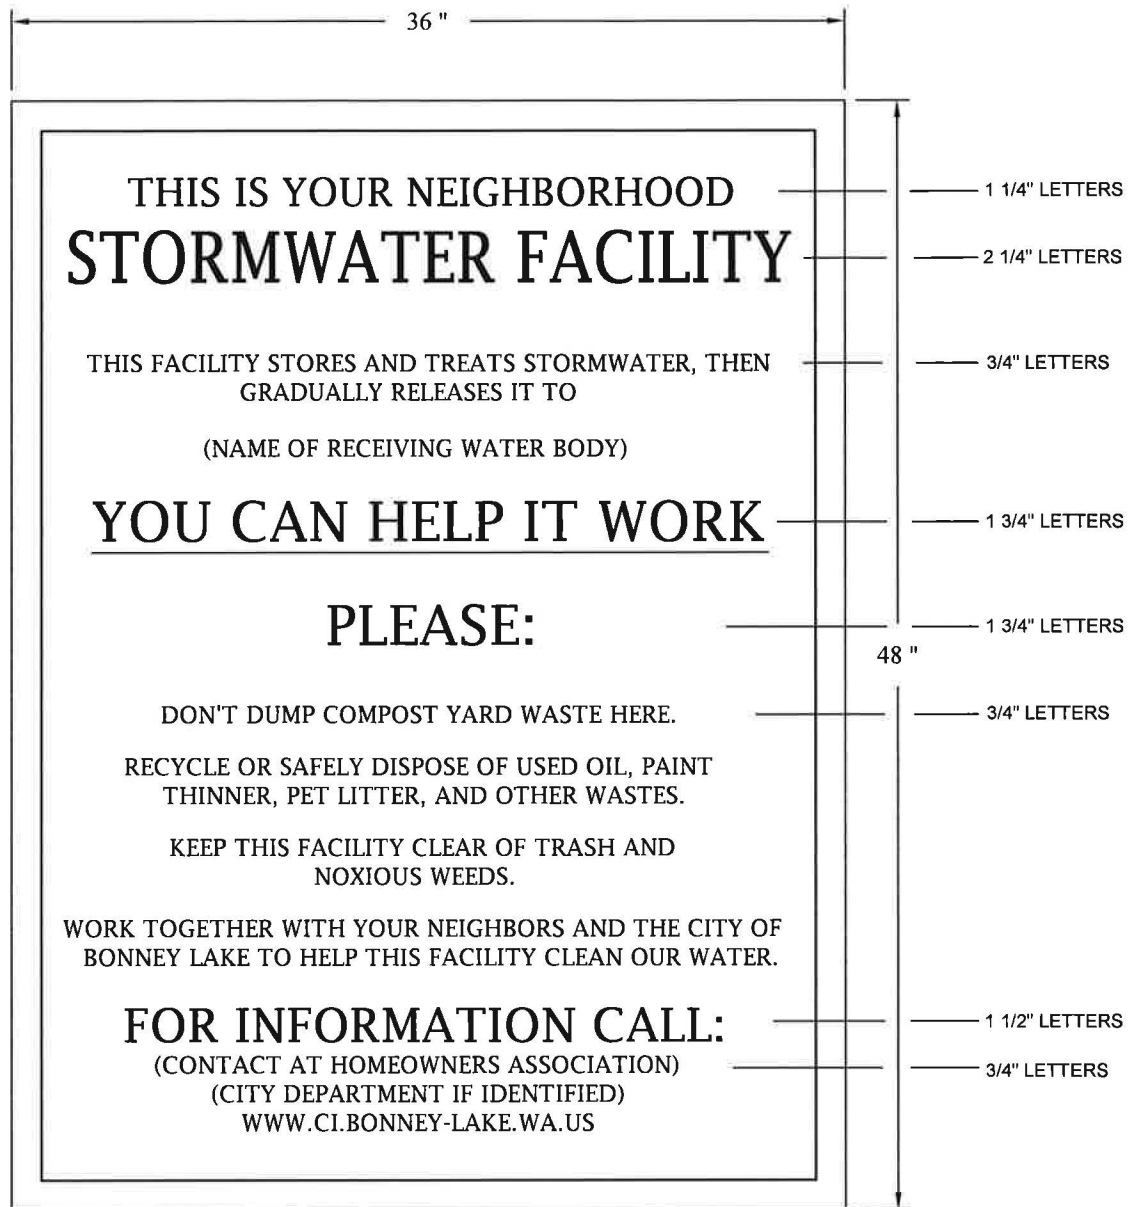 36 "
THIS IS YOUR NEIGHBORHOOD
1 1/4" LETTERS
STORMWATER FACILITY
2 1/4" LETTERS
THIS FACILITY STORES AND TREATS STORMWATER, THEN
3/4" LETTERS
GRADUALLY RELEASES IT TO
(NAME OF RECEIVING WATER BODY)
YOU CAN HELP IT WORK
1 3/4" LETTERS
PLEASE:
1 3/4" LETTERS
48 "
DON'T DUMP COMPOST YARD WASTE HERE.
3/4" LETTERS
RECYCLE OR SAFELY DISPOSE OF USED OIL, PAINT
THINNER, PET LITTER, AND OTHER WASTES.
KEEP THIS FACILITY CLEAR OF TRASH AND
NOXIOUS WEEDS.
WORK TOGETHER WITH YOUR NEIGHBORS AND THE CITY OF
BONNEY LAKE TO HELP THIS FACILITY CLEAN OUR WATER.
FOR INFORMATION CALL:
1 1/2" LETTERS
(CONTACT AT HOMEOWNERS ASSOCIATION)
3/4" LETTERS
(CITY DEPARTMENT IF IDENTIFIED)
WWW.CI.BONNEY-LAKE.WA.US